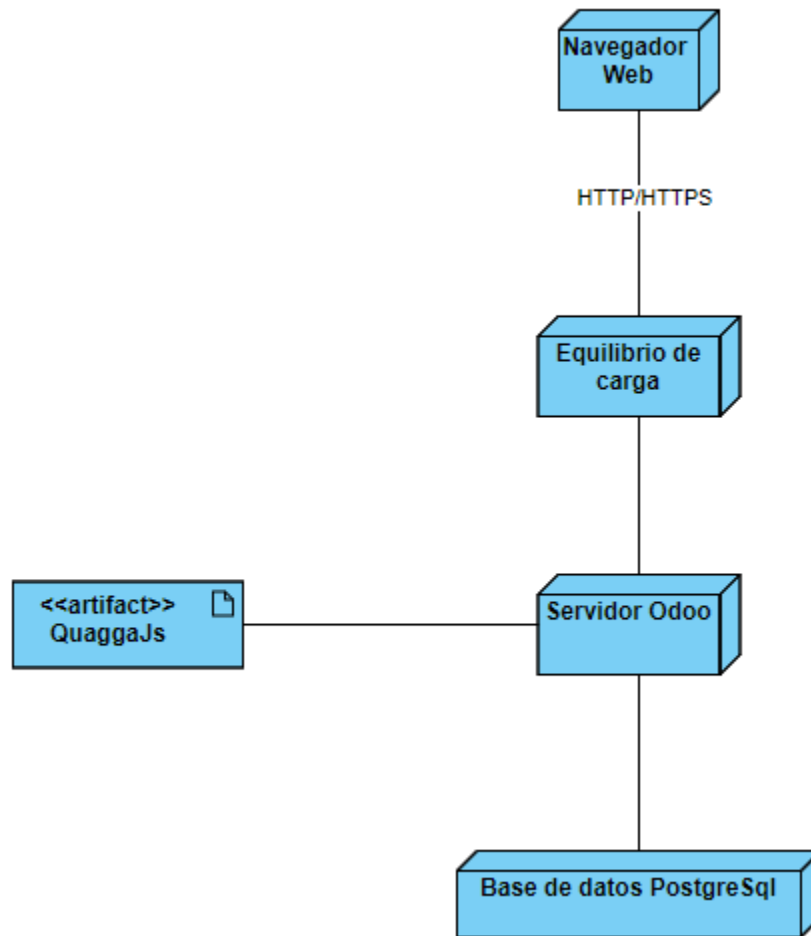 Navegador
Web
HTTP/HTTPS
Equilibrio de
carga
<<artifact>>
QuaggaJs
Servidor Odoo
Base de datos PostgreSql